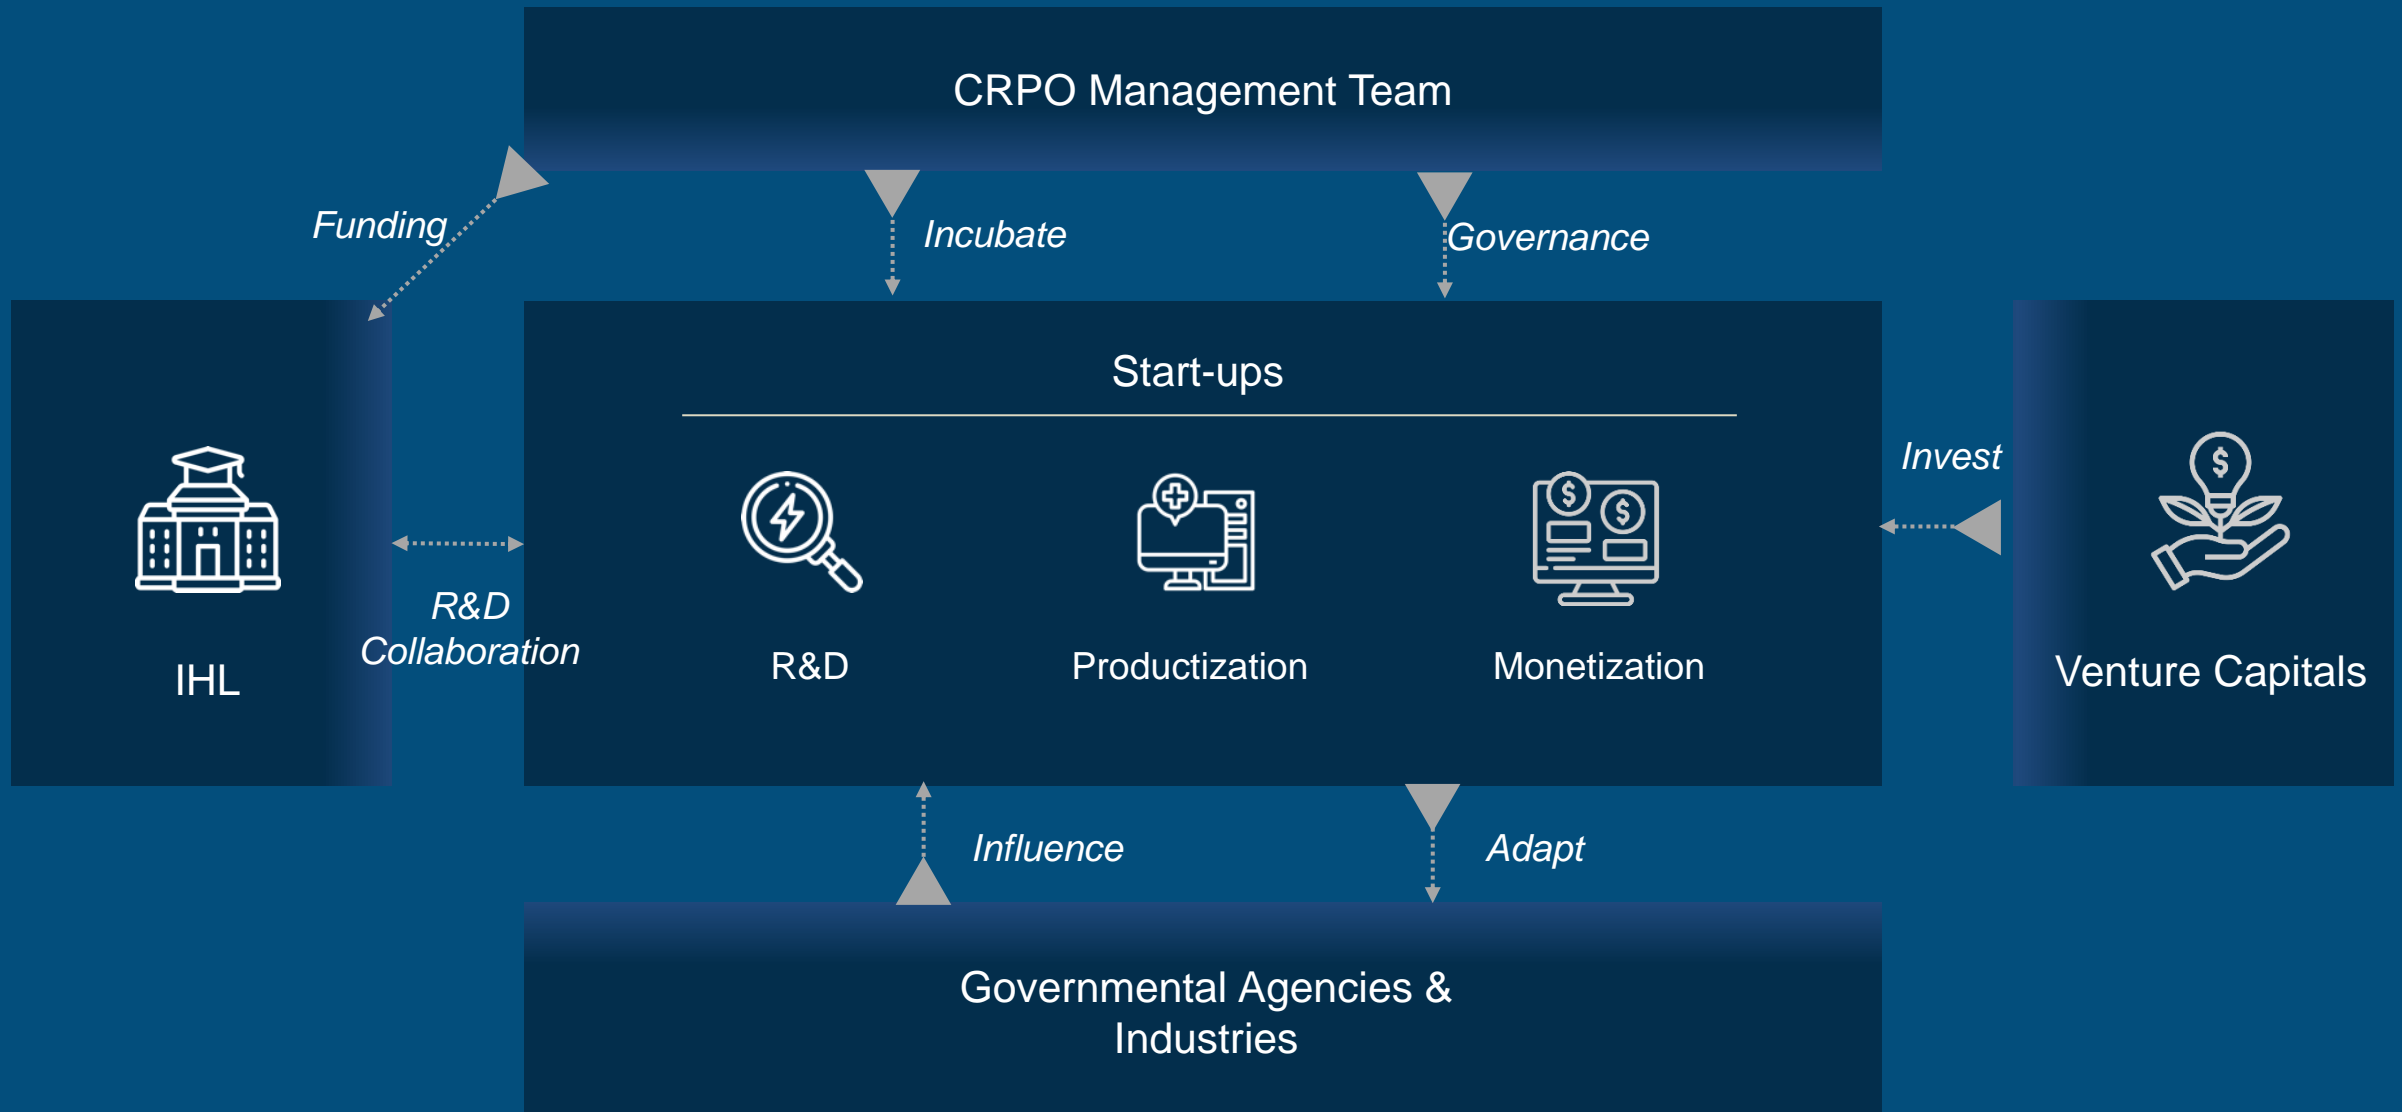 CRPO Management Team
Funding
Incubate
Governance
Start-ups
Invest
$
$
$
R&D
Collaboration
IHL
R&D
Productization
Monetization
Venture Capitals
Influence
Adapt
Governmental Agencies &
Industries